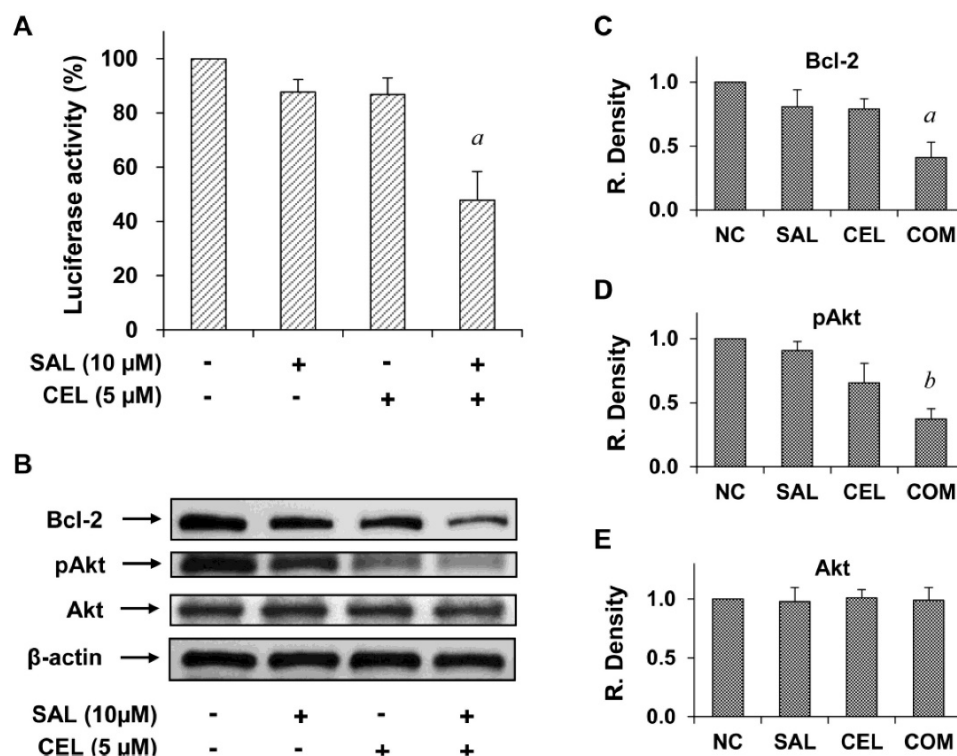 A
Luciferase activity (%)
100
80
60
40
20
0
a
SAL (10 µM) - + - +
CEL (5 µM) - - + +
B
Bcl-2
pAkt
Akt
β-actin
SAL (10µM) - + - +
CEL (5 µM) - - + +
C
Bcl-2
R. Density
1.0
0.5
0.0
a
NC SAL CEL COM
D
pAkt
R. Density
1.0
0.5
0.0
b
NC SAL CEL COM
E
Akt
R. Density
1.0
0.5
0.0
NC SAL CEL COM